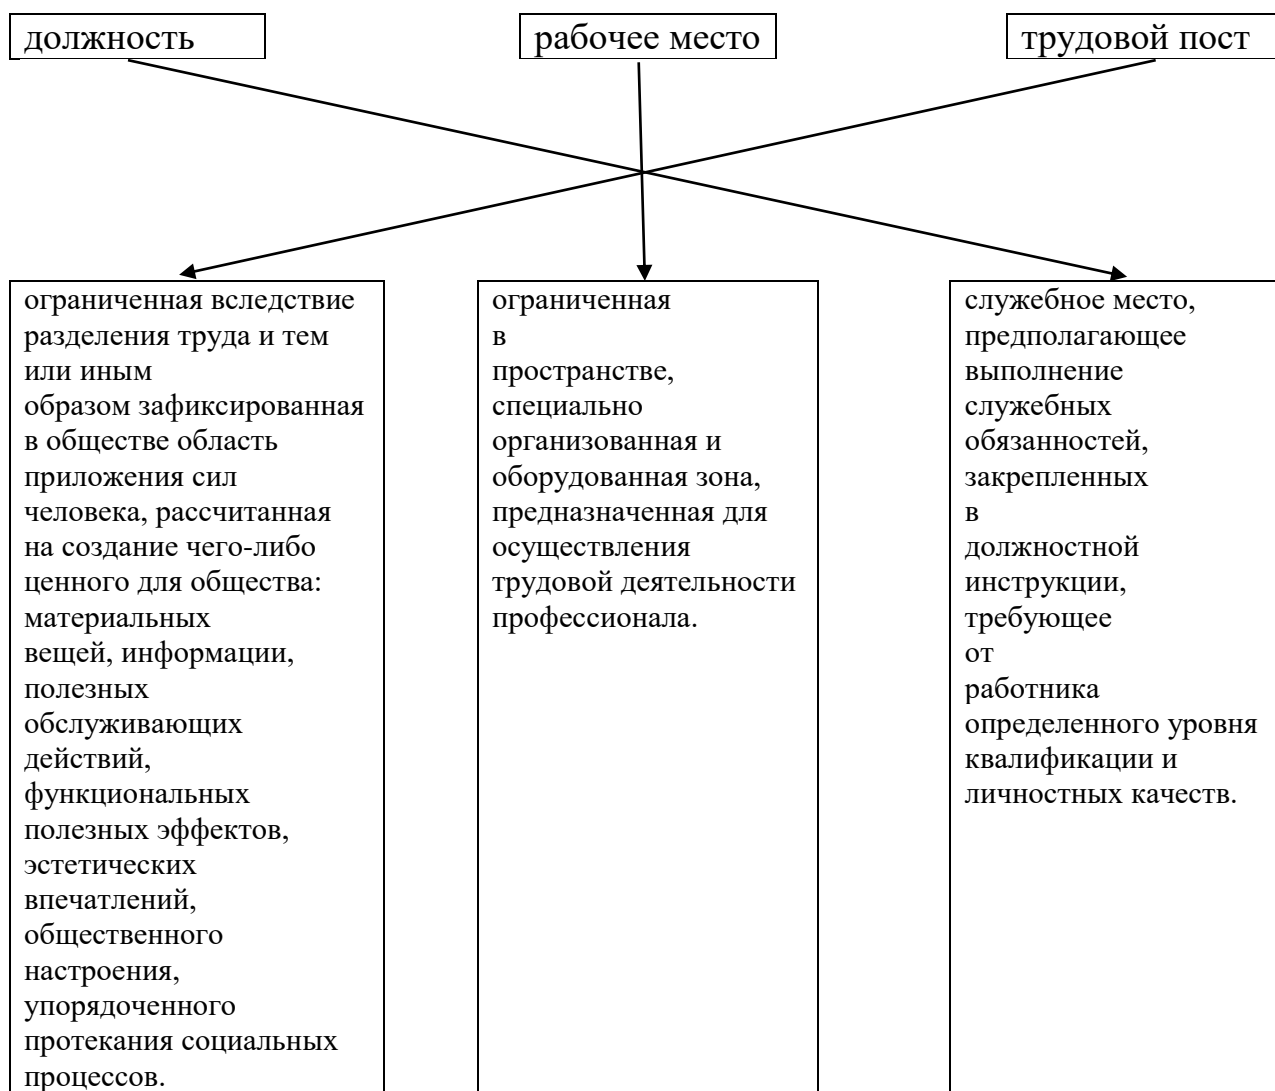 должность
рабочее место
трудовой пост
ограниченная вследствие
разделения труда и тем
или иным
образом зафиксированная
в обществе область
приложения сил
человека, рассчитанная
на создание чего-либо
ценного для общества:
материальных
вещей, информации,
полезных
обслуживающих
действий,
функциональных
полезных эффектов,
эстетических
впечатлений,
общественного
настроения,
упорядоченного
протекания социальных
процессов.
ограниченная
в
пространстве,
специально
организованная и
оборудованная зона,
предназначенная для
осуществления
трудовой деятельности
профессионала.
служебное место,
предполагающее
выполнение
служебных
обязанностей,
закрепленных
в
должностной
инструкции,
требующее
от
работника
определенного уровня
квалификации и
личностных качеств.